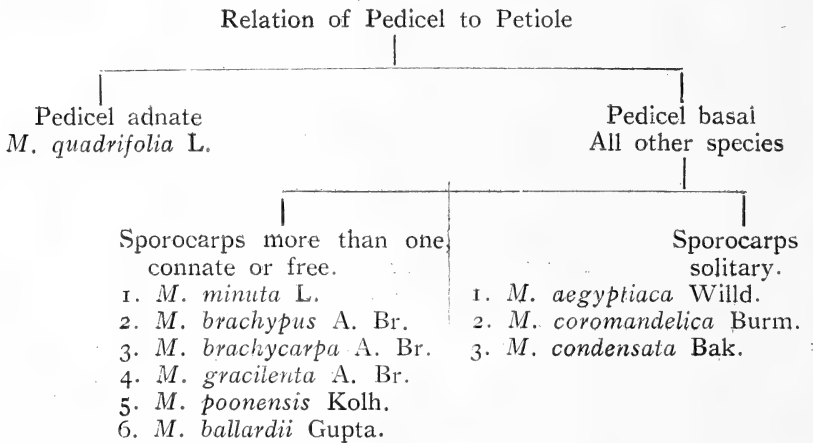 Relation of Pedicel to Petiole
Pedicel adnate
M. quadrifolia L.
Pedicel basal
All other species
Sporocarps more than one,
connate or free.
1. M. minuta L.
2. M. brachypus A. Br.
3. M. brachycarpa A. Br.
4. M. gracilenta A. Br.
5. M. poonensis Kolh.
6. M. ballardii Gupta.
Sporocarps
solitary.
1. M. aegyptiaca Willd.
2. M. coromandelica Burm.
3. M. condensata Bak.